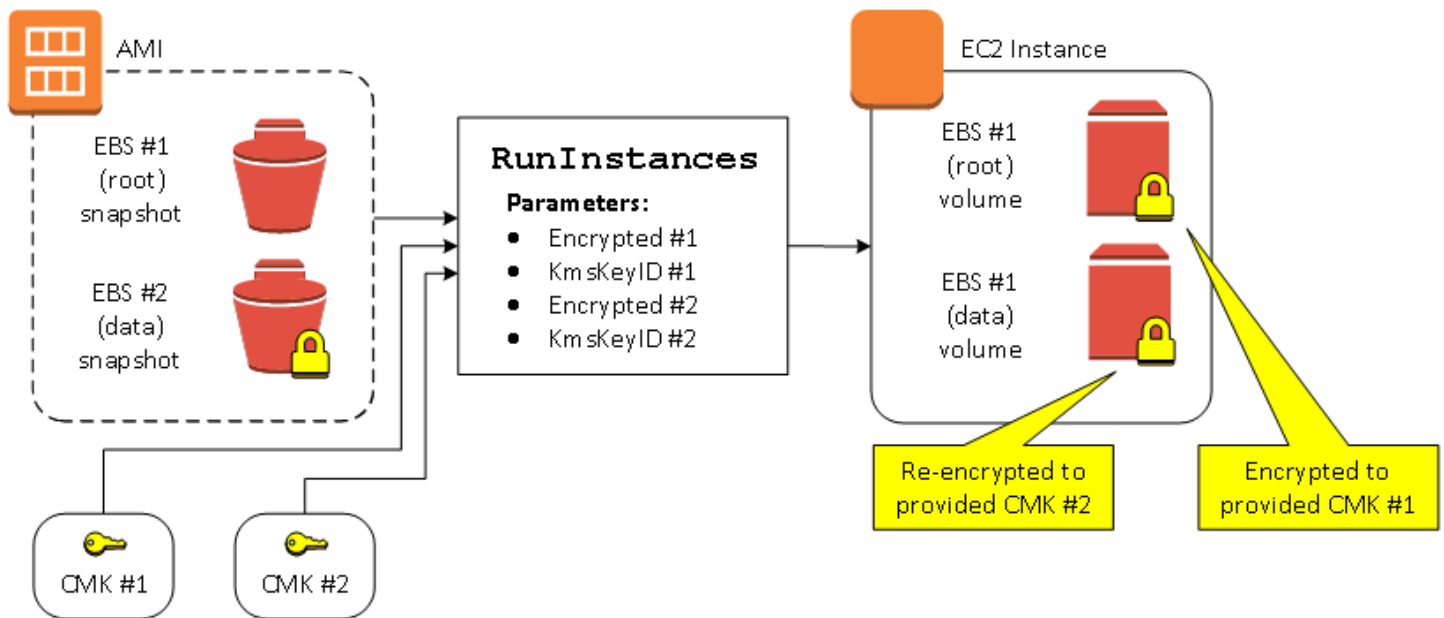 AMI
EBS #1
(root)
snapshot
EBS #2
(data)
snapshot
CMK #1
CMK #2
RunInstances
Parameters:
• Encrypted #1
• KmsKeyID #1
• Encrypted #2
• KmsKeyID #2
EC2 Instance
EBS #1
(root)
volume
EBS #1
(data)
volume
Re-encrypted to
provided CMK #2
Encrypted to
provided CMK #1